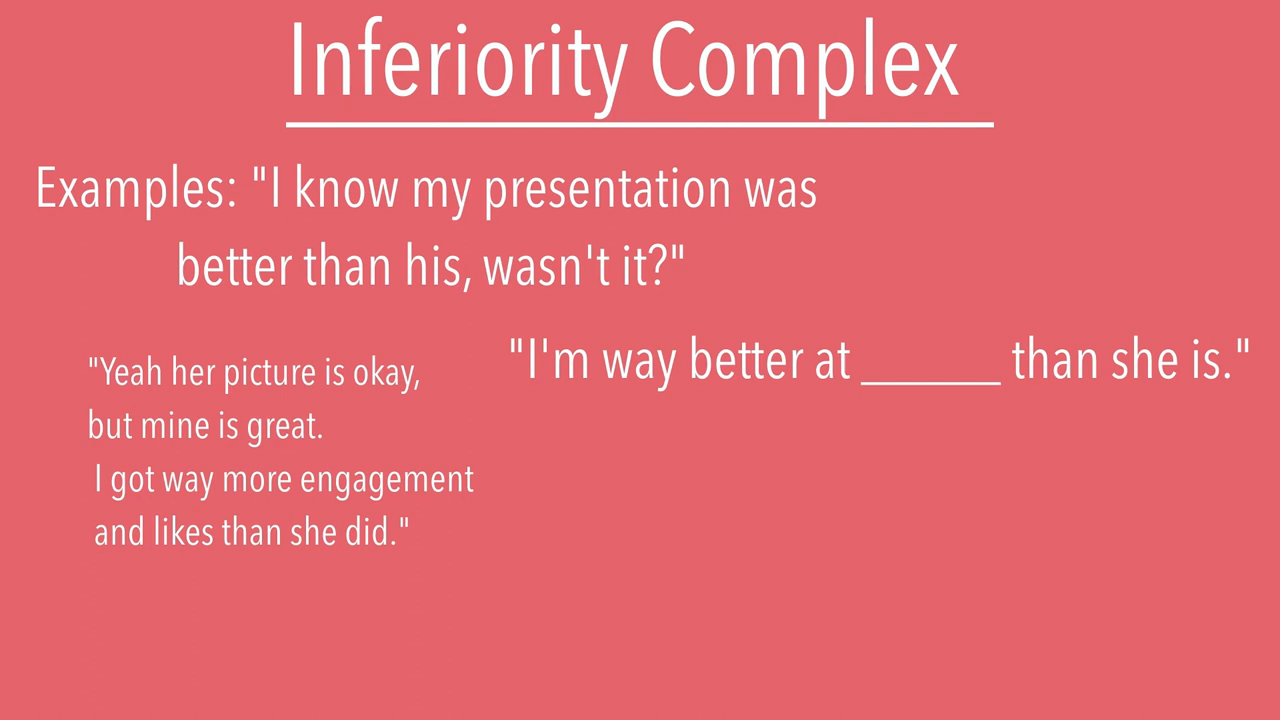 Inferiority Complex
Examples: "I know my presentation was
better than his, wasn't it?"
"I'm way better at ______ than she is."
"Yeah her picture is okay,
but mine is great.
I got way more engagement
and likes than she did."